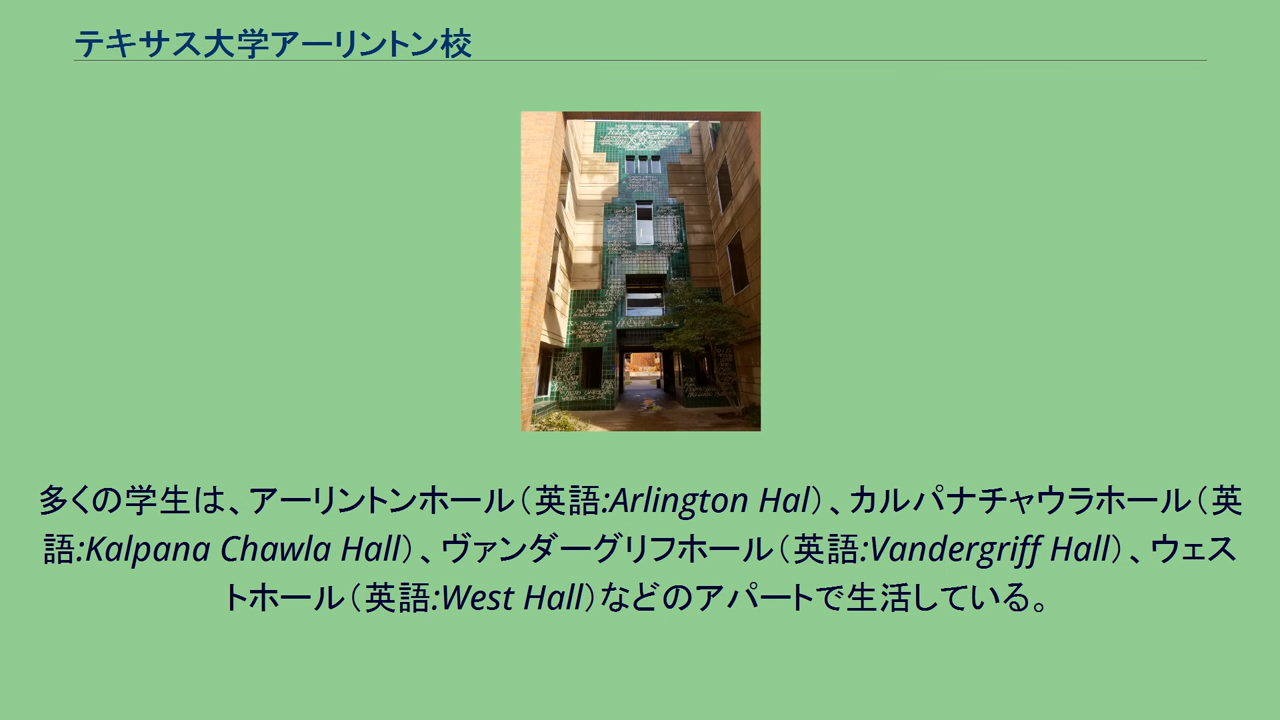 テキサス大学アーリントン校
多くの学生は、アーリントンホール（英語:Arlington Hal）、カルパナチャウラホール（英
語:Kalpana Chawla Hall）、ヴァンダーグリフホール（英語:Vandergriff Hall）、ウェス
トホール（英語:West Hall）などのアパートで生活している。